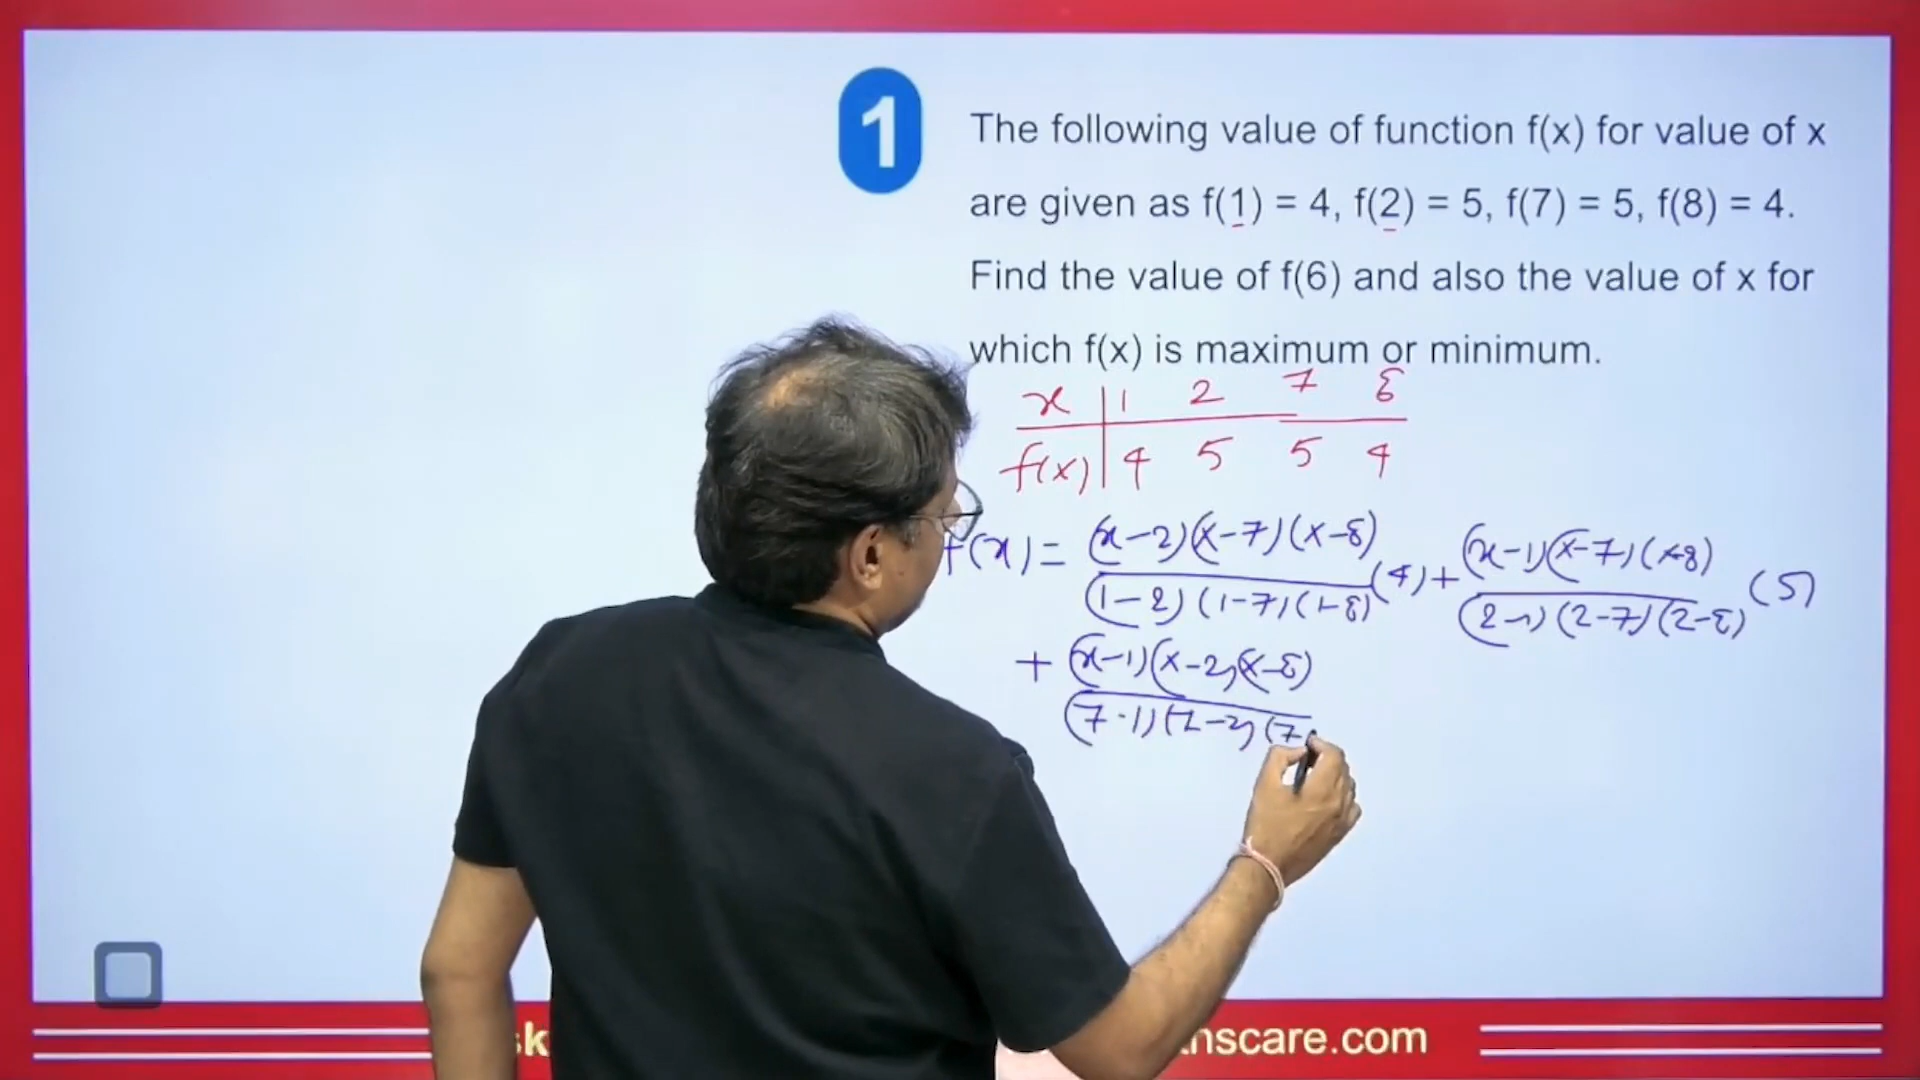 1
The following value of function f(x) for value of x
are given as f(1) = 4, f(2) = 5, f(7) = 5, f(8) = 4.
Find the value of f(6) and also the value of x for
which f(x) is maximum or minimum.
x | 1 2 7 8
f(x) | 4 5 5 4
f(x) = (x-2)(x-7)(x-8) / (1-2)(1-7)(1-8) (4) + (x-1)(x-7)(x-8) / (2-1)(2-7)(2-8) (5)
+ (x-1)(x-2)(x-8) / (7-1)(7-2)(7
hscare.com